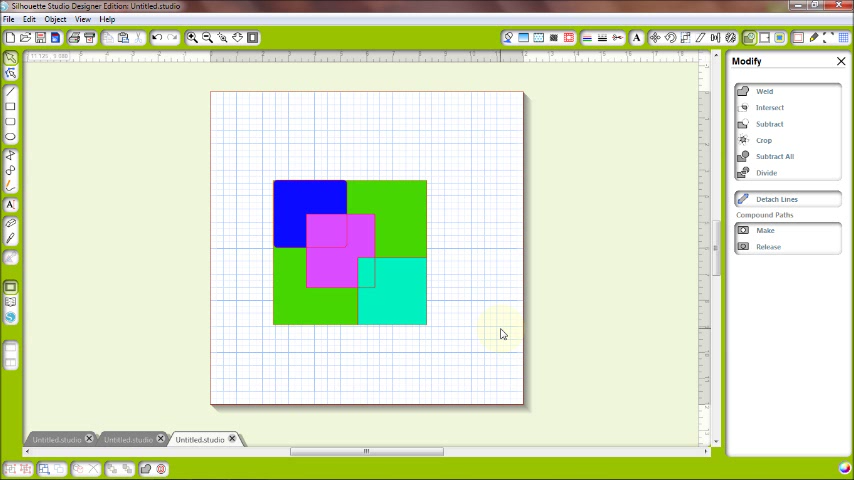 Silhouette Studio Designer Edition: Untitled.studio
File Edit Object View Help
Modify
Weld
Intersect
Subtract
Crop
Subtract All
Divide
Detach Lines
Compound Paths
Make
Release
Untitled.studio Untitled.studio Untitled.studio